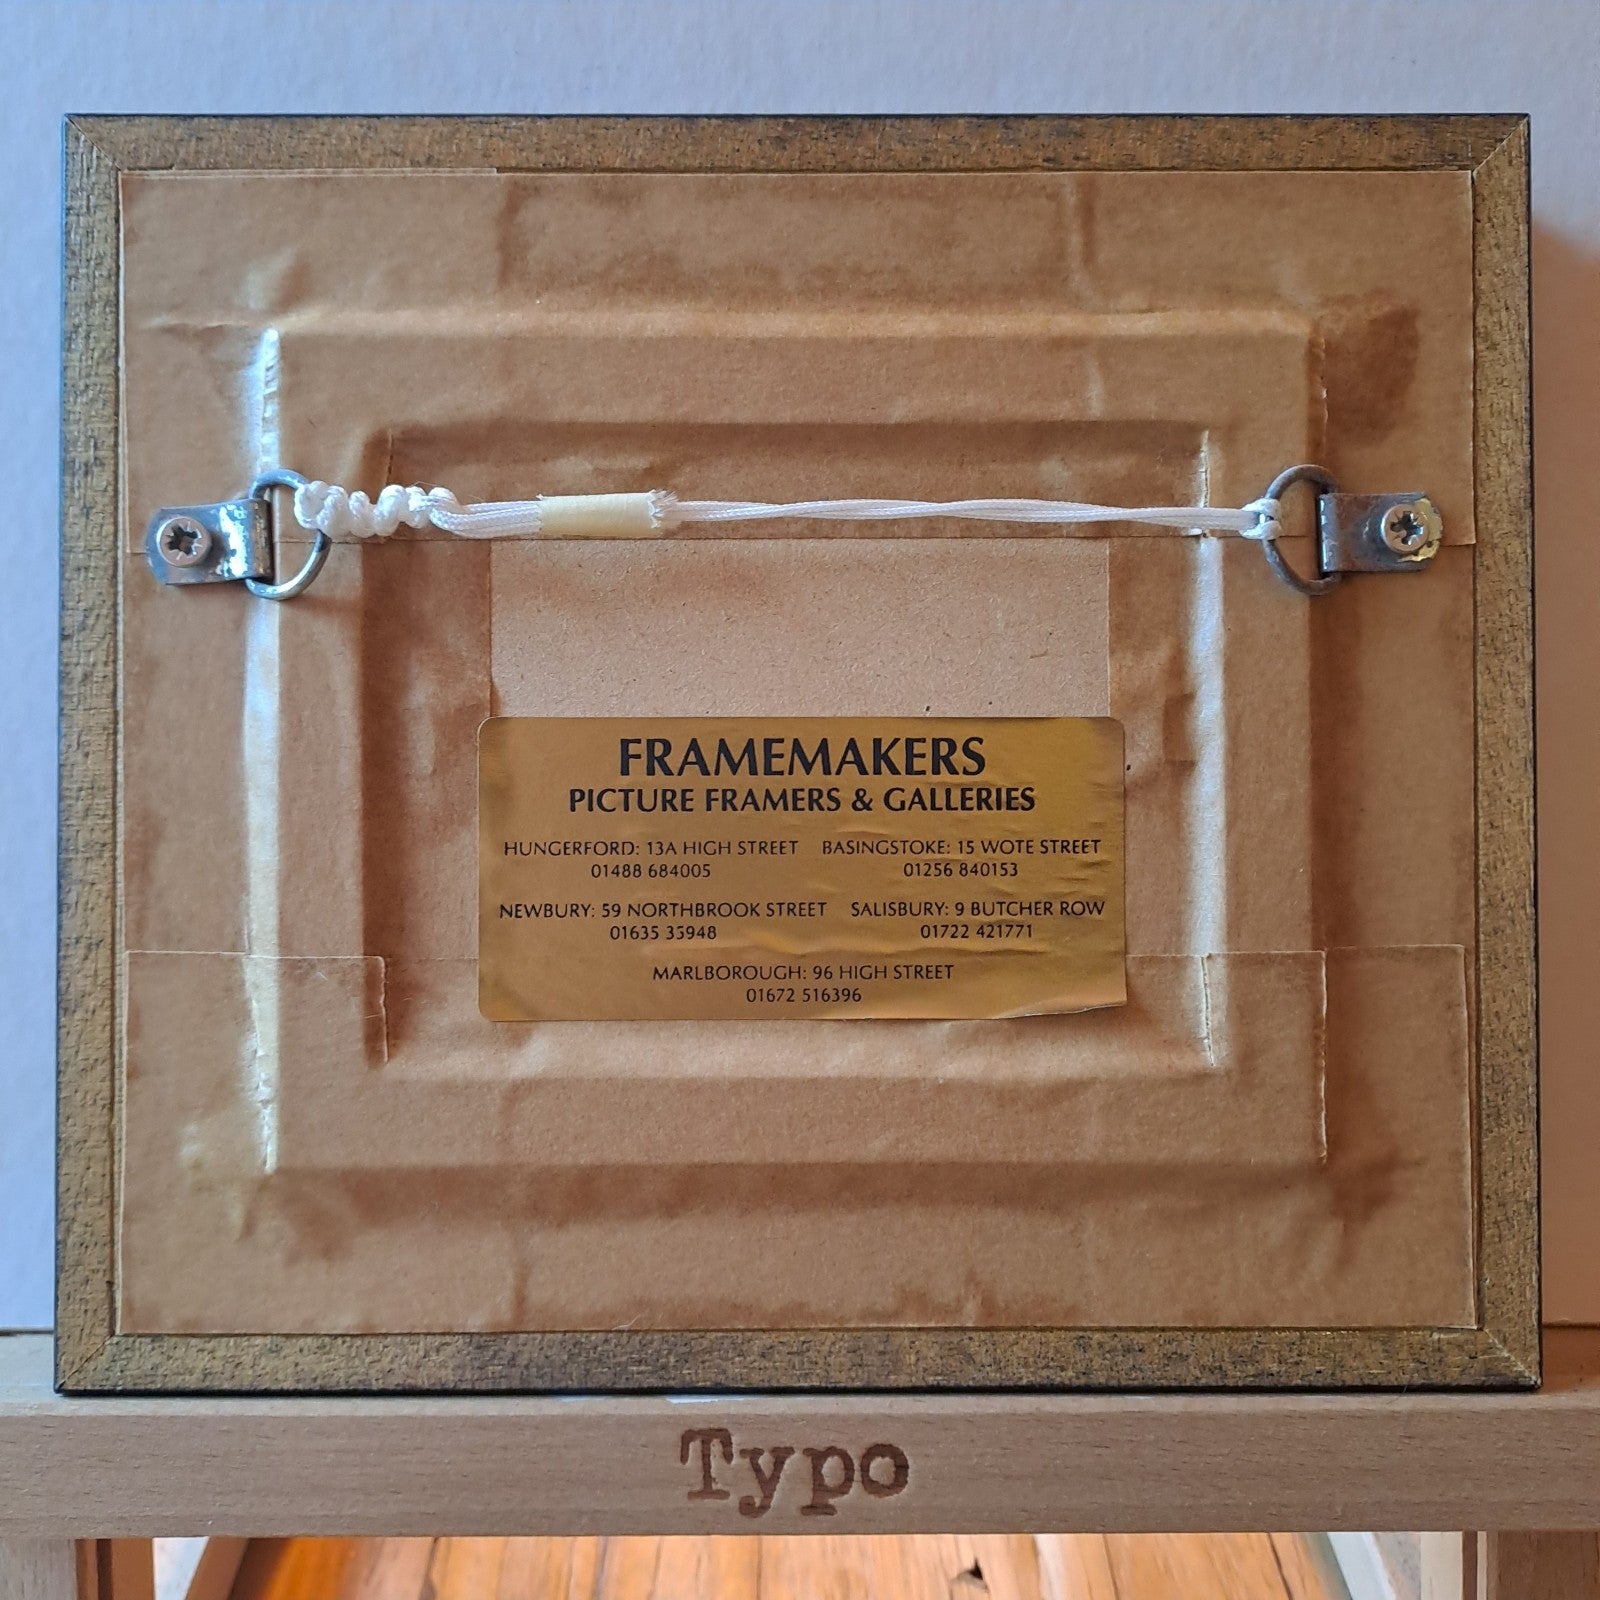 FRAMEMAKERS
PICTURE FRAMERS & GALLERIES
HUNGERFORD: 13A HIGH STREET BASINGSTOKE: 15 WOTE STREET
01488 684005 01256 840153
NEWBURY: 59 NORTHBROOK STREET SALISBURY: 9 BUTCHER ROW
01635 35948 01722 421771
MARLBOROUGH: 96 HIGH STREET
01672 516396
Typo